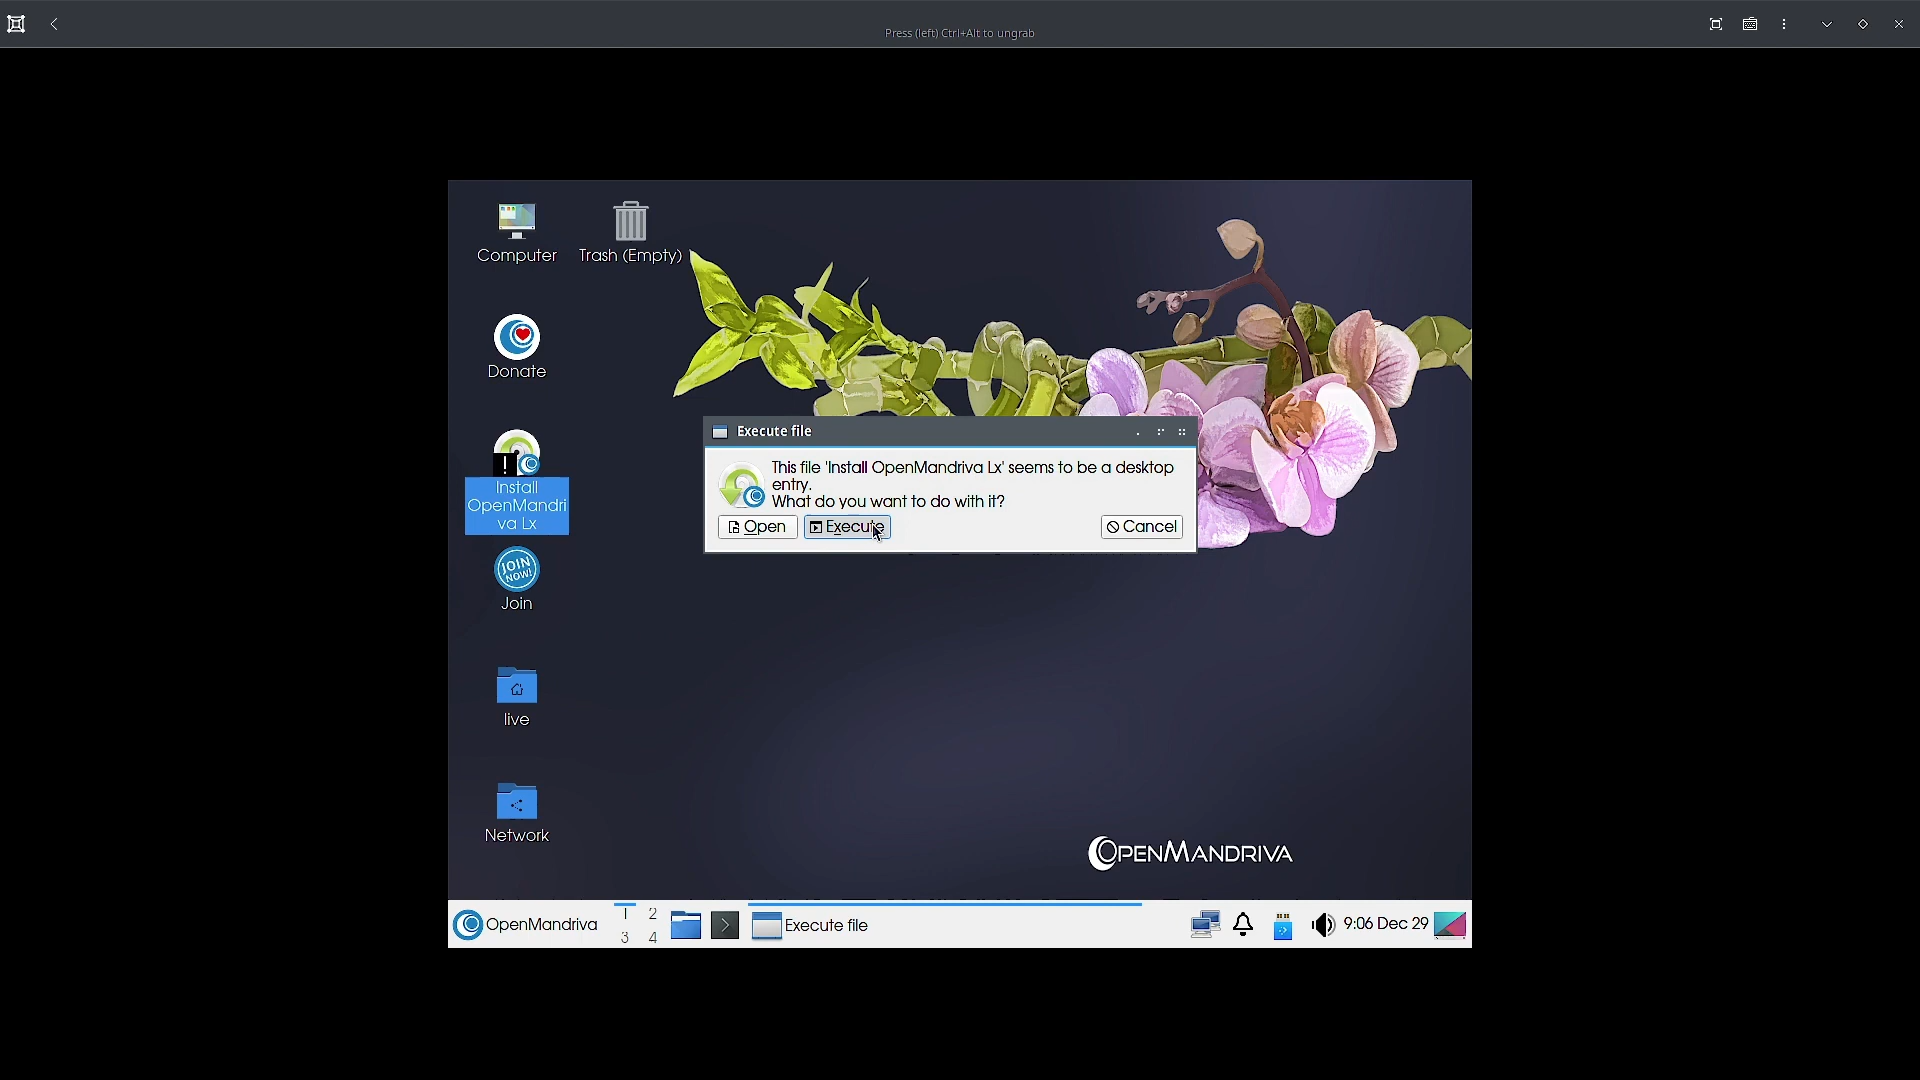 Press (left) Ctrl+Alt to ungrab
Computer
Trash (Empty)
Donate
Install
OpenMandri
va Lx
JOIN
NOW!
Join
live
Network
Execute file
This file 'Install OpenMandriva Lx' seems to be a desktop
entry.
What do you want to do with it?
Open
Execute
Cancel
OPENMANDRIVA
OpenMandriva
1 2
3 4
Execute file
9:06 Dec 29